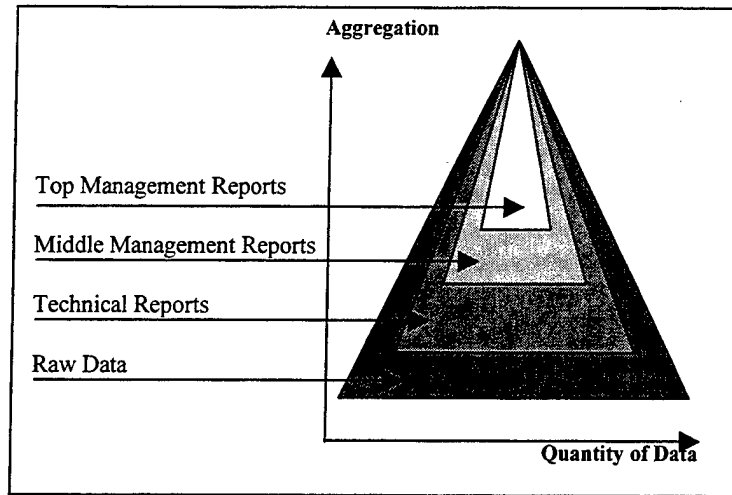 Aggregation
Top Management Reports
Middle Management Reports
Technical Reports
Raw Data
Quantity of Data